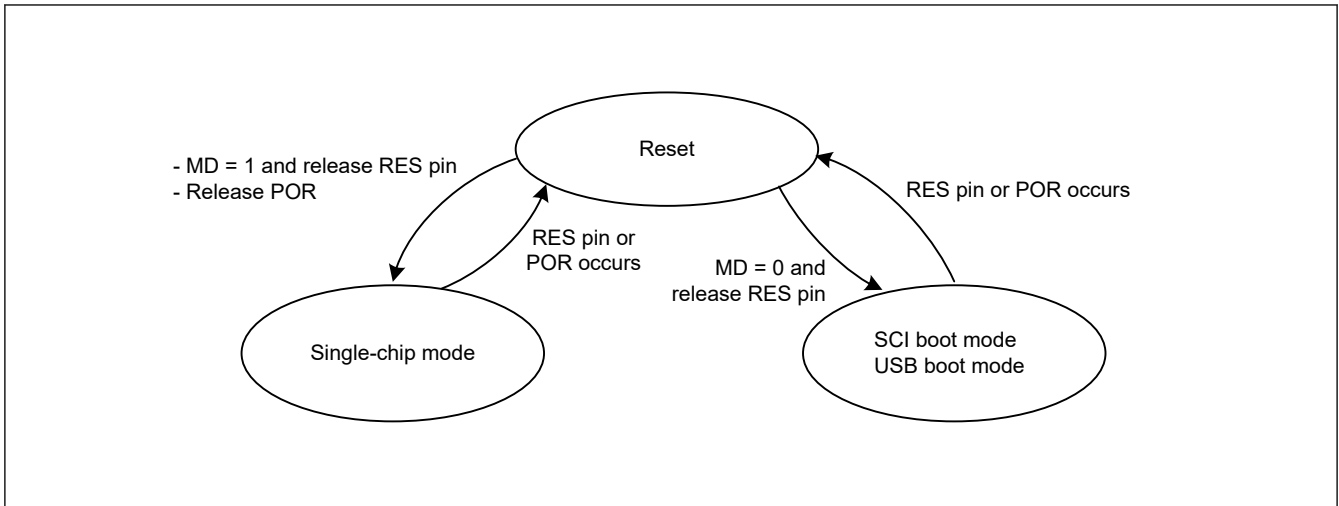 Reset
- MD = 1 and release RES pin
- Release POR
RES pin or POR occurs
RES pin or
POR occurs
MD = 0 and
release RES pin
Single-chip mode
SCI boot mode
USB boot mode